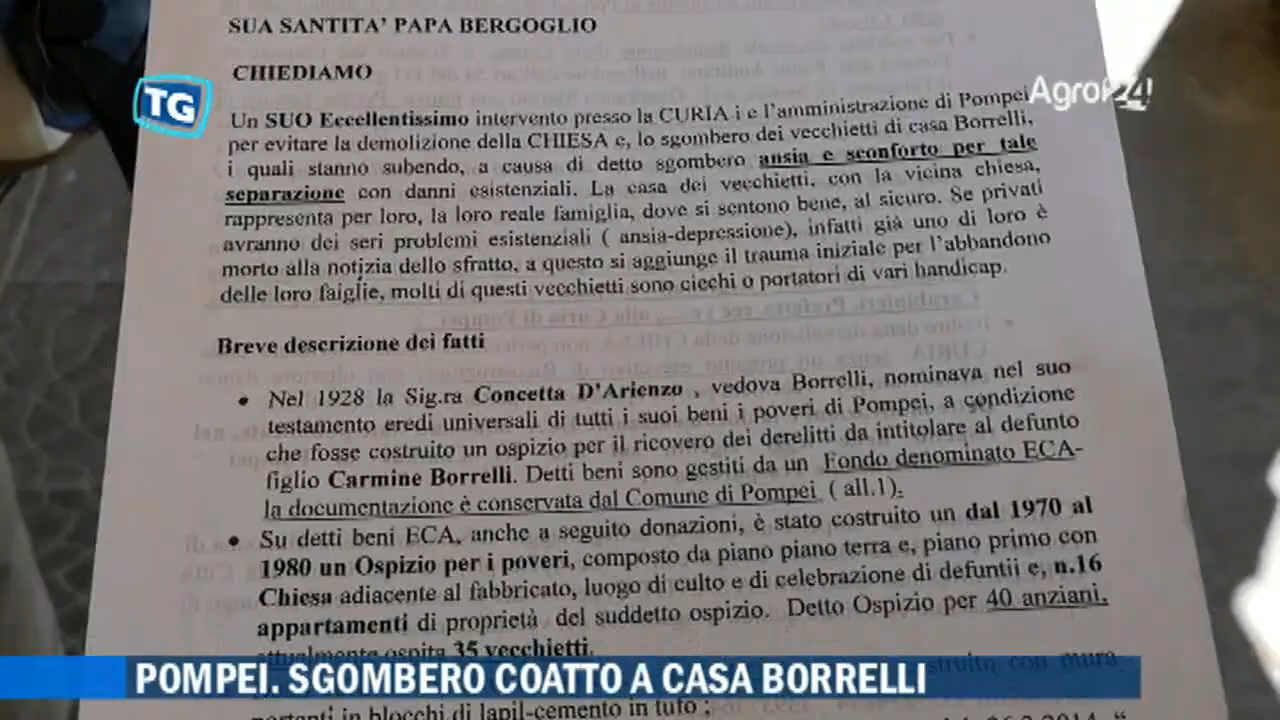 SUA SANTITA' PAPA BERGOGLIO
CHIEDIAMO
TG
Un SUO Eccellentissimo intervento presso la CURIA i e l'amministrazione di Pompei
per evitare la demolizione della CHIESA e, lo sgombero dei vecchietti di casa Borrelli,
i quali stanno subendo, a causa di detto sgombero ansia e sconforto per tale
separazione con danni esistenziali. La casa dei vecchietti, con la vicina chiesa,
rappresenta per loro, la loro reale famiglia, dove si sentono bene, al sicuro. Se privati
avranno dei seri problemi esistenziali ( ansia-depressione), infatti già uno di loro è
morto alla notizia dello sfratto, a questo si aggiunge il trauma iniziale per l'abbandono
delle loro faiglie, molti di questi vecchietti sono ciechi o portatori di vari handicap.
Breve descrizione dei fatti
• Nel 1928 la Sig.ra Concetta D'Arienzo , vedova Borrelli, nominava nel suo
testamento eredi universali di tutti i suoi beni i poveri di Pompei, a condizione
che fosse costruito un ospizio per il ricovero dei derelitti da intitolare al defunto
figlio Carmine Borrelli. Detti beni sono gestiti da un Fondo denominato ECA-
la documentazione è conservata dal Comune di Pompei ( all.1).
• Su detti beni ECA, anche a seguito donazioni, è stato costruito un dal 1970 al
1980 un Ospizio per i poveri, composto da piano piano terra e, piano primo con
Chiesa adiacente al fabbricato, luogo di culto e di celebrazione di defuntii e, n.16
appartamenti di proprietà del suddetto ospizio. Detto Ospizio per 40 anziani,
attualmente ospita 35 vecchietti.
POMPEI. SGOMBERO COATTO A CASA BORRELLI
portanti in blocchi di lapil-cemento in tuto ;